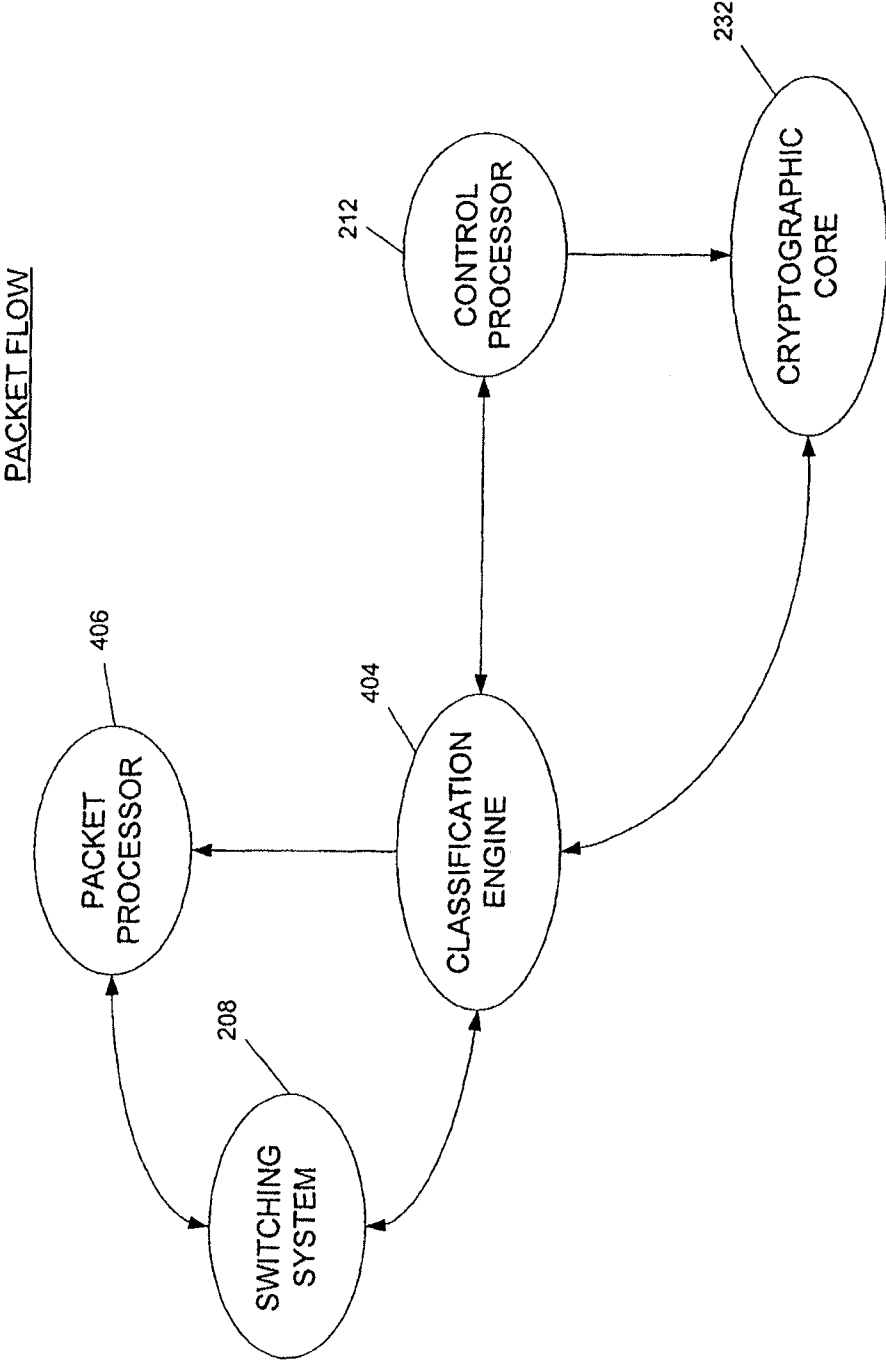 PACKET FLOW
406
PACKET
PROCESSOR
208
SWITCHING
SYSTEM
404
CLASSIFICATION
ENGINE
212
CONTROL
PROCESSOR
232
CRYPTOGRAPHIC
CORE